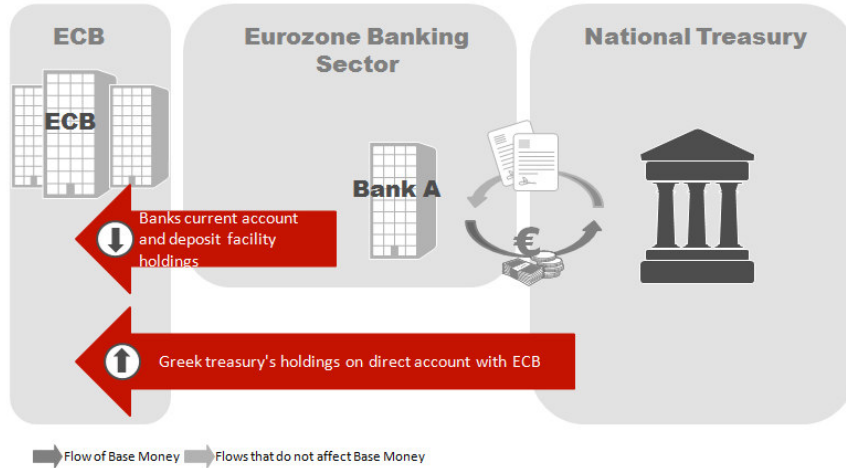 ECB
Eurozone Banking
Sector
National Treasury
ECB
Bank A
€
Banks current account
and deposit facility
holdings
Greek treasury's holdings on direct account with ECB
Flow of Base Money
Flows that do not affect Base Money